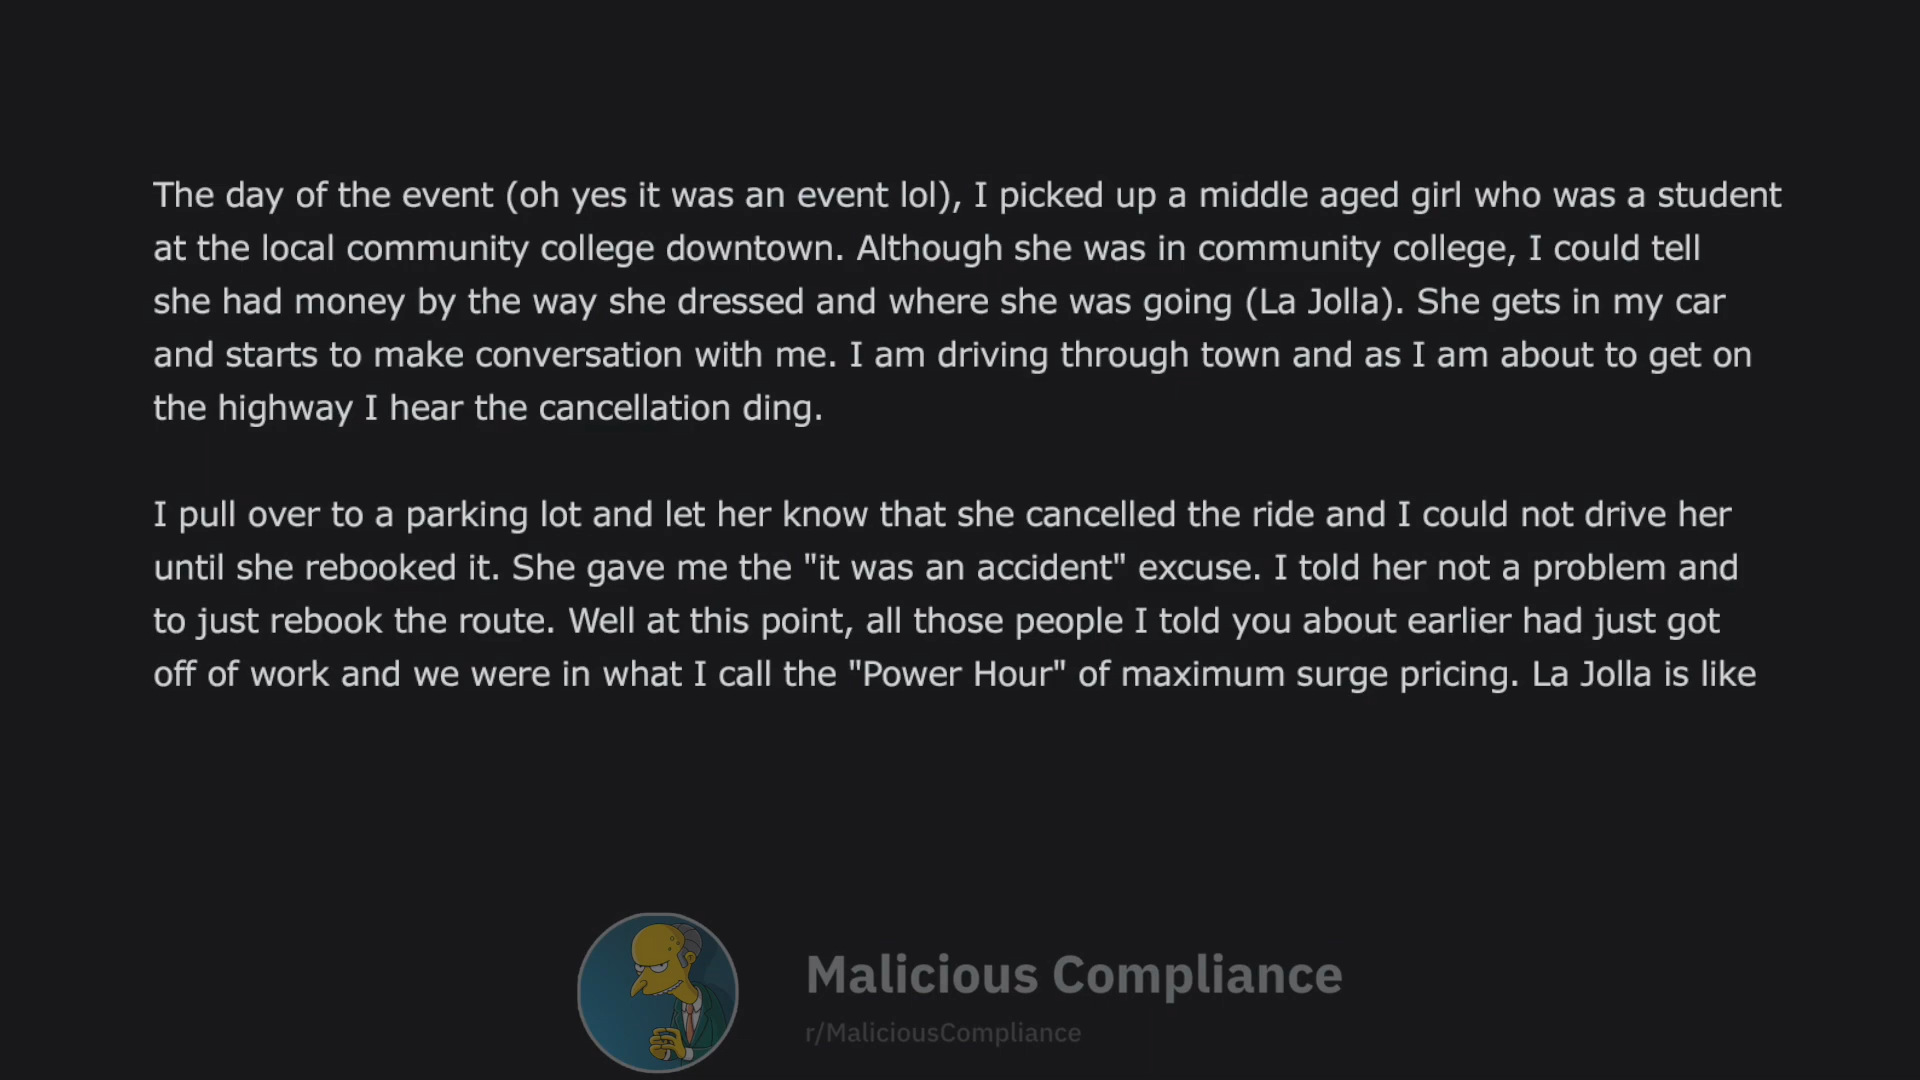 The day of the event (oh yes it was an event lol), I picked up a middle aged girl who was a student
at the local community college downtown. Although she was in community college, I could tell
she had money by the way she dressed and where she was going (La Jolla). She gets in my car
and starts to make conversation with me. I am driving through town and as I am about to get on
the highway I hear the cancellation ding.
I pull over to a parking lot and let her know that she cancelled the ride and I could not drive her
until she rebooked it. She gave me the "it was an accident" excuse. I told her not a problem and
to just rebook the route. Well at this point, all those people I told you about earlier had just got
off of work and we were in what I call the "Power Hour" of maximum surge pricing. La Jolla is like
Malicious Compliance
r/MaliciousCompliance